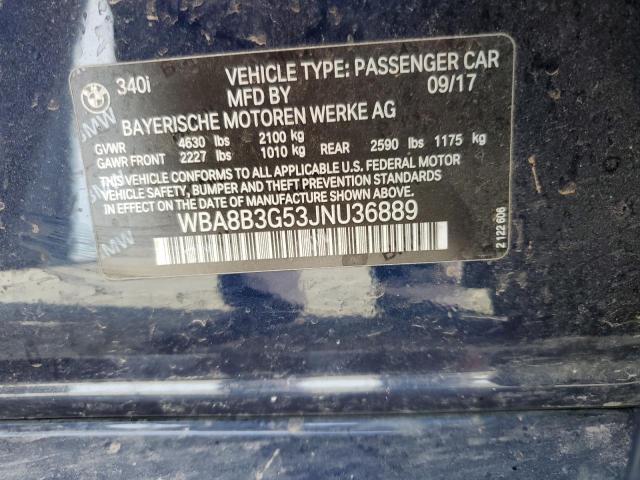 340i VEHICLE TYPE: PASSENGER CAR
MFD BY 09/17
BAYERISCHE MOTOREN WERKE AG
GVWR 4630 lbs 2100 kg
GAWR FRONT 2227 lbs 1010 kg REAR 2590 lbs 1175 kg
THIS VEHICLE CONFORMS TO ALL APPLICABLE U.S. FEDERAL MOTOR
VEHICLE SAFETY, BUMPER AND THEFT PREVENTION STANDARDS IN
EFFECT ON THE DATE OF MANUFACTURE SHOWN ABOVE.
WBA8B3G53JNU36889
2 122 606
BMW
BMW
BMW